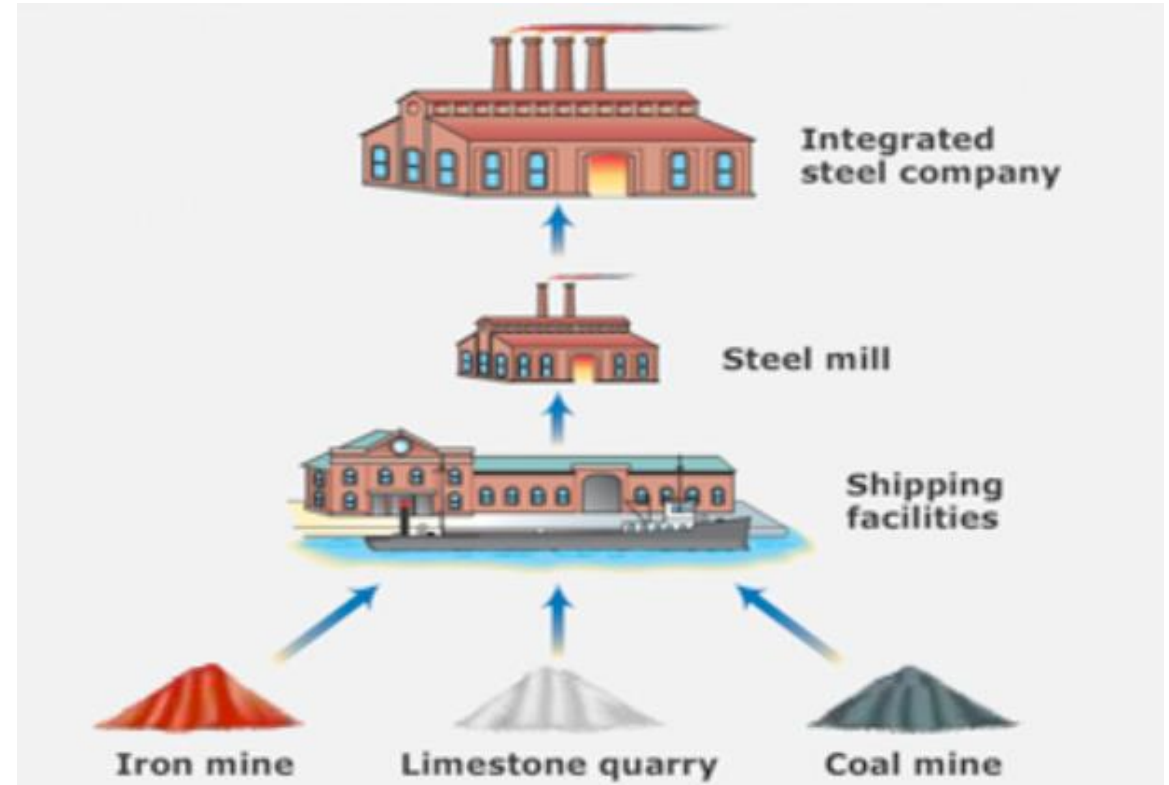 Integrated
steel company
Steel mill
Shipping
facilities
Iron mine
Limestone quarry
Coal mine